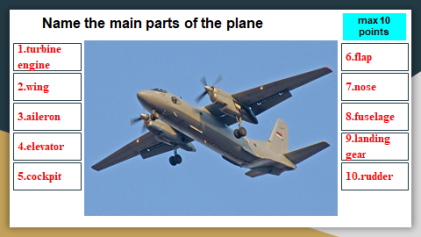 Name the main parts of the plane
max 10
points
1.turbine
engine
2.wing
3.aileron
4.elevator
5.cockpit
6.flap
7.nose
8.fuselage
9.landing
gear
10.rudder